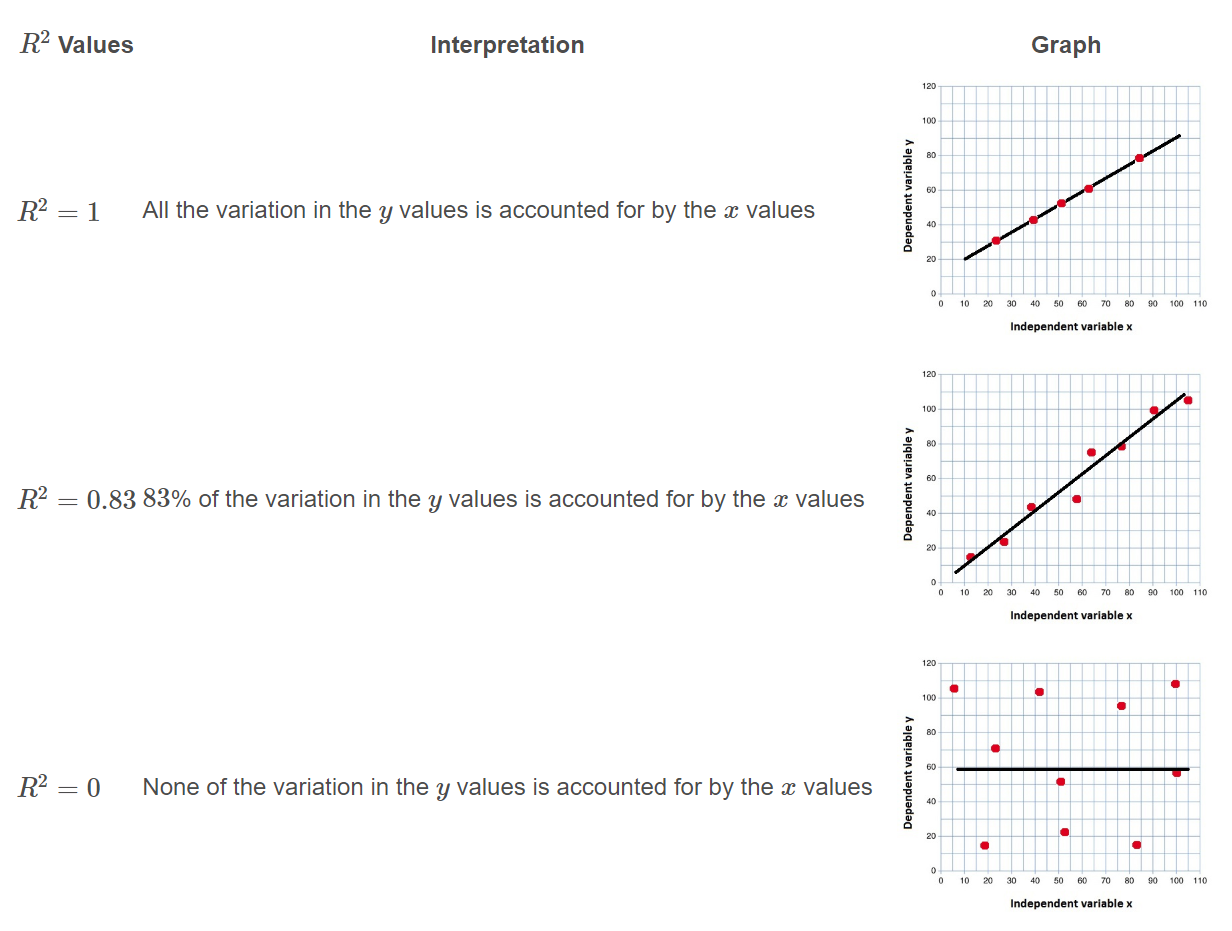 R² Values Interpretation Graph
120
100
80
60
40
20
0
Dependent variable y
0 10 20 30 40 50 60 70 80 90 100 110
Independent variable x
R² = 1 All the variation in the y values is accounted for by the x values
120
100
80
60
40
20
0
Dependent variable y
0 10 20 30 40 50 60 70 80 90 100 110
Independent variable x
R² = 0.83 83% of the variation in the y values is accounted for by the x values
120
100
80
60
40
20
0
Dependent variable y
0 10 20 30 40 50 60 70 80 90 100 110
Independent variable x
R² = 0 None of the variation in the y values is accounted for by the x values